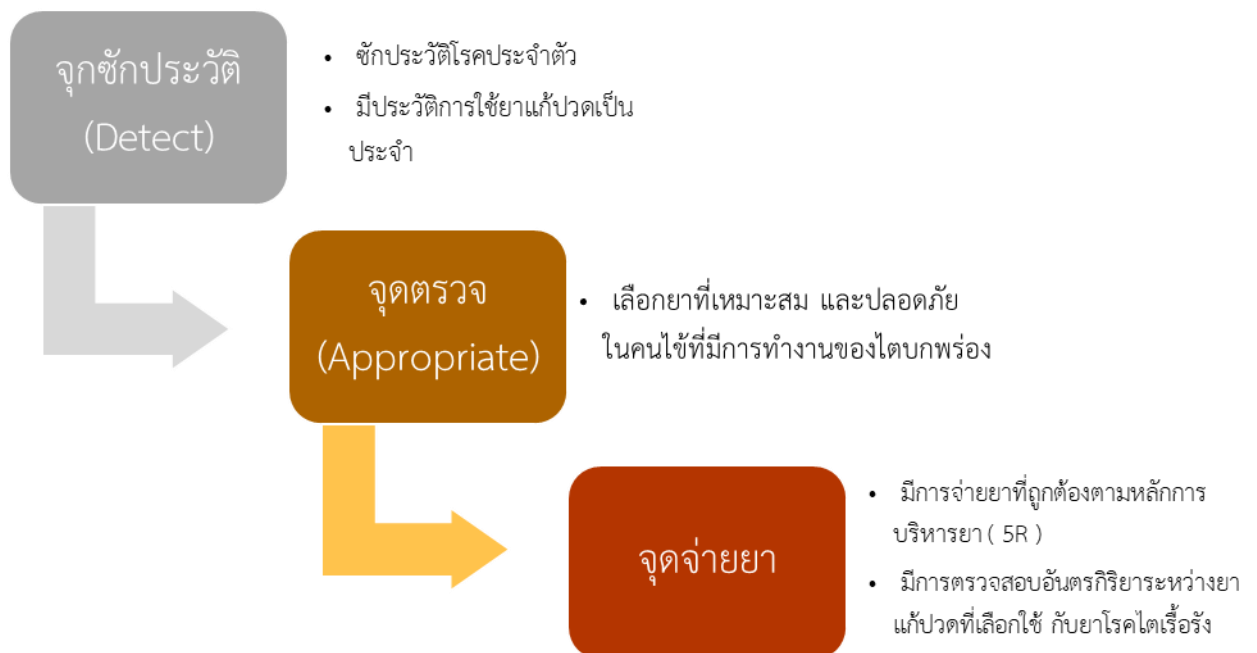 จุกซักประวัติ
(Detect)
• ซักประวัติโรคประจำตัว
• มีประวัติการใช้ยาแก้ปวดเป็น
ประจำ
จุดตรวจ
(Appropriate)
• เลือกยาที่เหมาะสม และปลอดภัย
ในคนไข้ที่มีการทำงานของไตบกพร่อง
จุดจ่ายยา
• มีการจ่ายยาที่ถูกต้องตามหลักการ
บริหารยา ( 5R )
• มีการตรวจสอบอันตรกิริยาระหว่างยา
แก้ปวดที่เลือกใช้ กับยาโรคไตเรื้อรัง